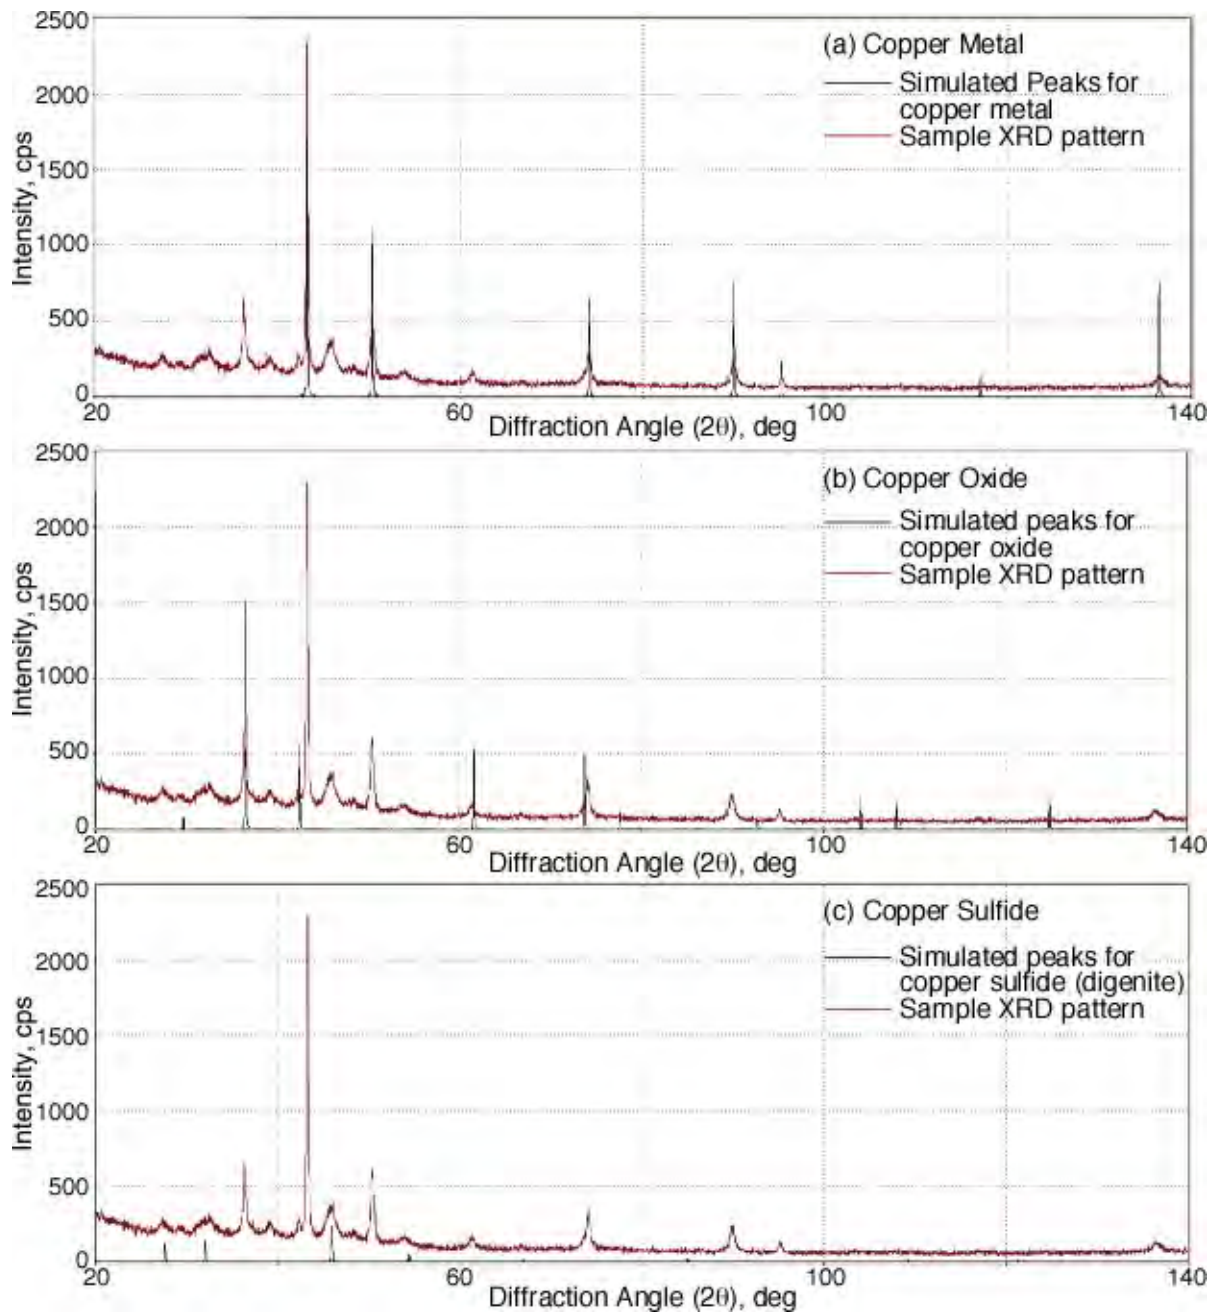 2500
2000
1500
1000
500
0
Intensity, cps
(a) Copper Metal
Simulated Peaks for
copper metal
Sample XRD pattern
20 60 100 140
Diffraction Angle (2θ), deg
2500
2000
1500
1000
500
0
Intensity, cps
(b) Copper Oxide
Simulated peaks for
copper oxide
Sample XRD pattern
20 60 100 140
Diffraction Angle (2θ), deg
2500
2000
1500
1000
500
0
Intensity, cps
(c) Copper Sulfide
Simulated peaks for
copper sulfide (digenite)
Sample XRD pattern
20 60 100 140
Diffraction Angle (2θ), deg